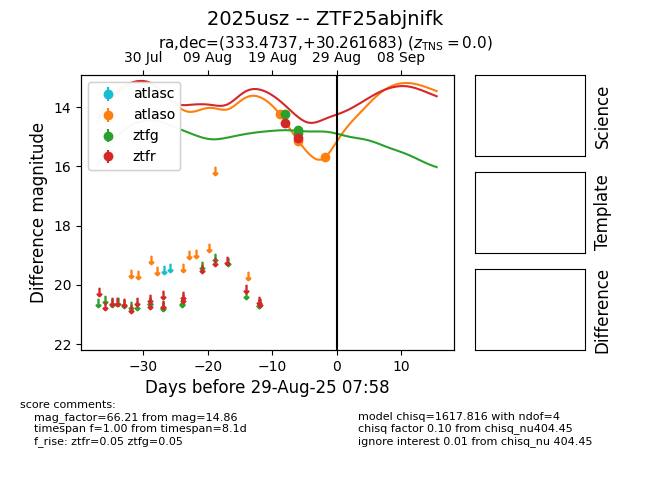 2025usz -- ZTF25abjnifk
ra,dec=(333.4737,+30.261683) (z_TNS = 0.0)
30 Jul 09 Aug 19 Aug 29 Aug 08 Sep
atlasc
atlaso
ztfg
ztfr
14
16
18
20
22
Difference magnitude
−30 −20 −10 0 10
Days before 29-Aug-25 07:58
Science
Template
Difference
score comments:
mag_factor=66.21 from mag=14.86
timespan f=1.00 from timespan=8.1d
f_rise: ztfr=0.05 ztfg=0.05
model chisq=1617.816 with ndof=4
chisq factor 0.10 from chisq_nu404.45
ignore interest 0.01 from chisq_nu 404.45